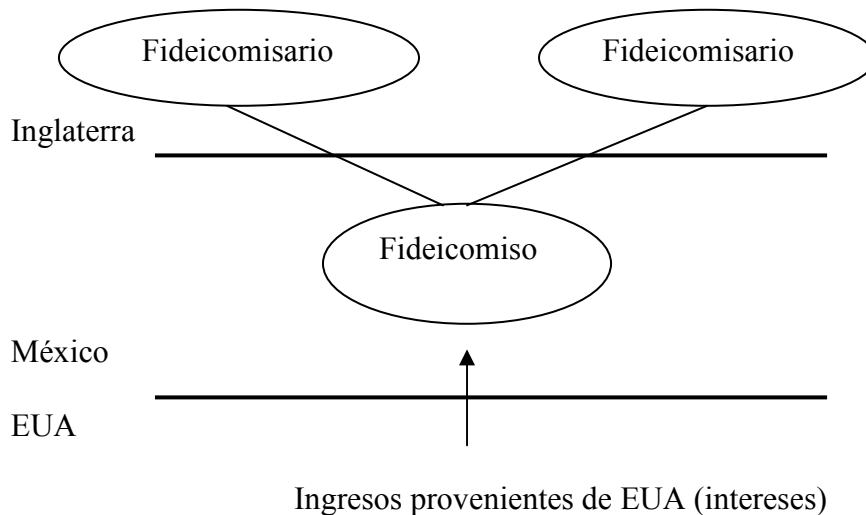 Fideicomisario
Fideicomisario
Inglaterra
Fideicomiso
México
EUA
Ingresos provenientes de EUA (intereses)